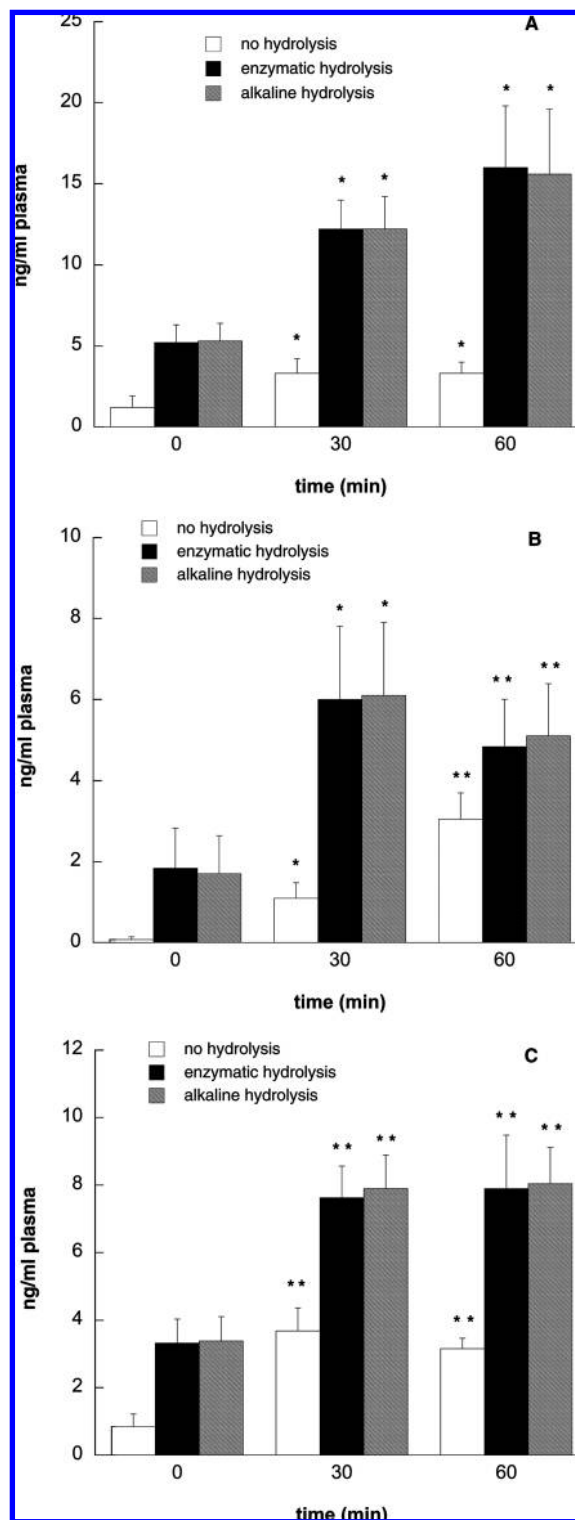 A
no hydrolysis
enzymatic hydrolysis
alkaline hydrolysis
25
20
15
10
5
0
ng/ml plasma
* * * * * *
0 30 60
time (min)
B
no hydrolysis
enzymatic hydrolysis
alkaline hydrolysis
10
8
6
4
2
0
ng/ml plasma
* * * ** ** **
0 30 60
time (min)
C
no hydrolysis
enzymatic hydrolysis
alkaline hydrolysis
12
10
8
6
4
2
0
ng/ml plasma
** ** ** ** ** **
0 30 60
time (min)